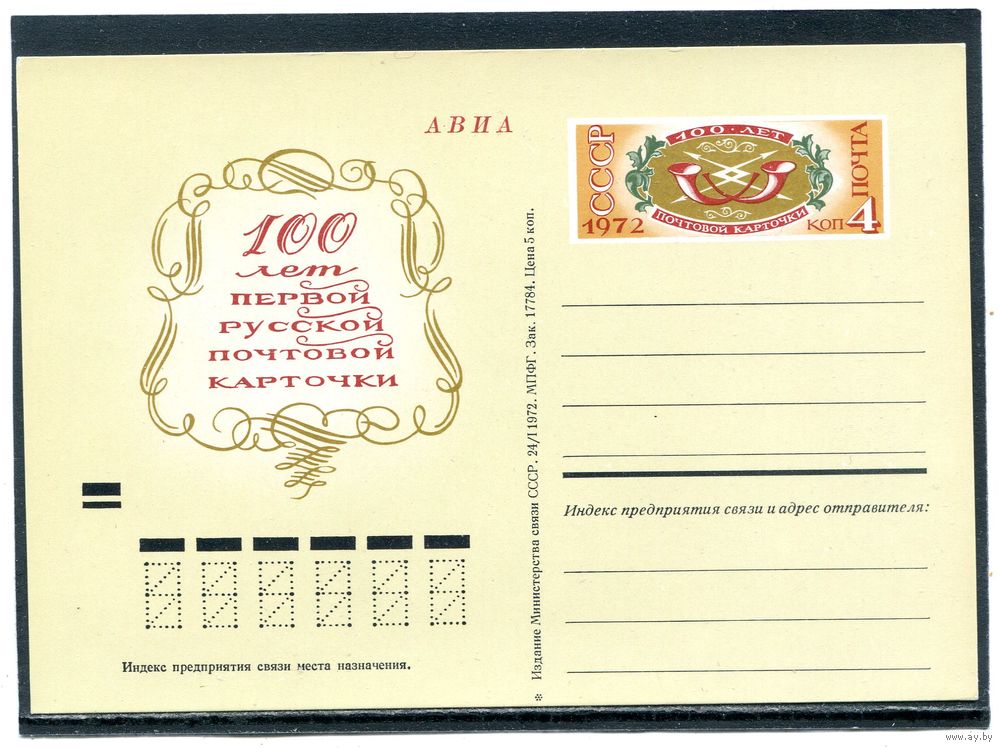 АВИА
100
лет
ПЕРВОЙ
РУССКОЙ
ПОЧТОВОЙ
КАРТОЧКИ
Индекс предприятия связи места назначения.
✻ Издание Министерства связи СССР. 24/I 1972. МПФГ. Зак. 17784. Цена 5 коп.
СССР
1972
100 · ЛЕТ
ПОЧТОВОЙ КАРТОЧКИ
ПОЧТА
КОП 4
Индекс предприятия связи и адрес отправителя:
www.ay.by